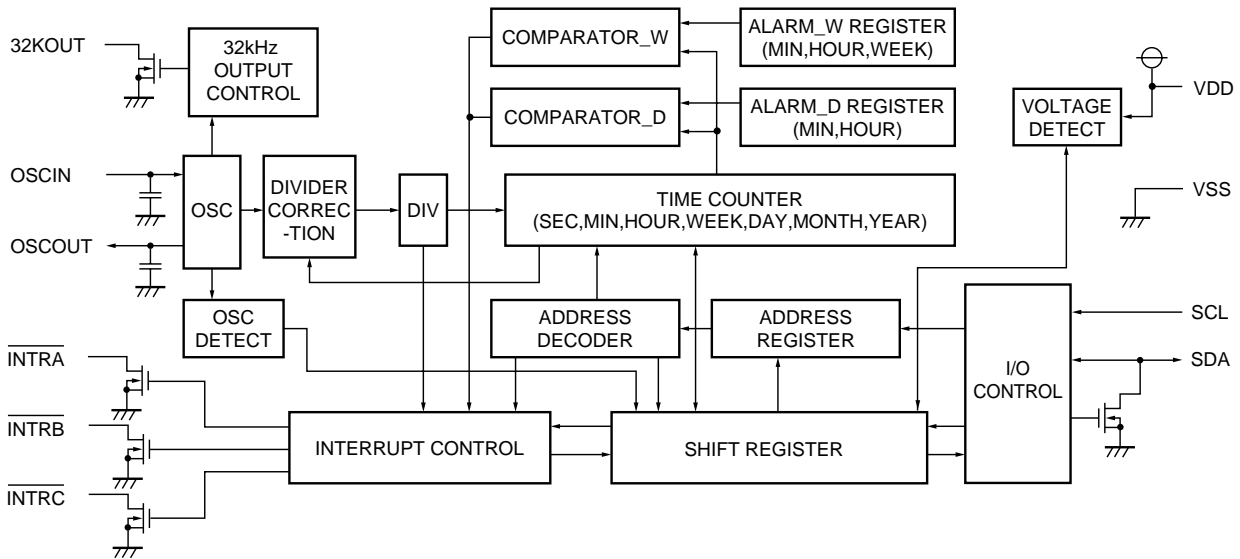 32KOUT
32kHz
OUTPUT
CONTROL
COMPARATOR_W
ALARM_W REGISTER
(MIN,HOUR,WEEK)
COMPARATOR_D
ALARM_D REGISTER
(MIN,HOUR)
VOLTAGE
DETECT
VDD
VSS
OSCIN
OSCOUT
OSC
DIVIDER
CORREC
-TION
DIV
TIME COUNTER
(SEC,MIN,HOUR,WEEK,DAY,MONTH,YEAR)
OSC
DETECT
ADDRESS
DECODER
ADDRESS
REGISTER
I/O
CONTROL
SCL
SDA
INTRA
INTRB
INTRC
INTERRUPT CONTROL
SHIFT REGISTER